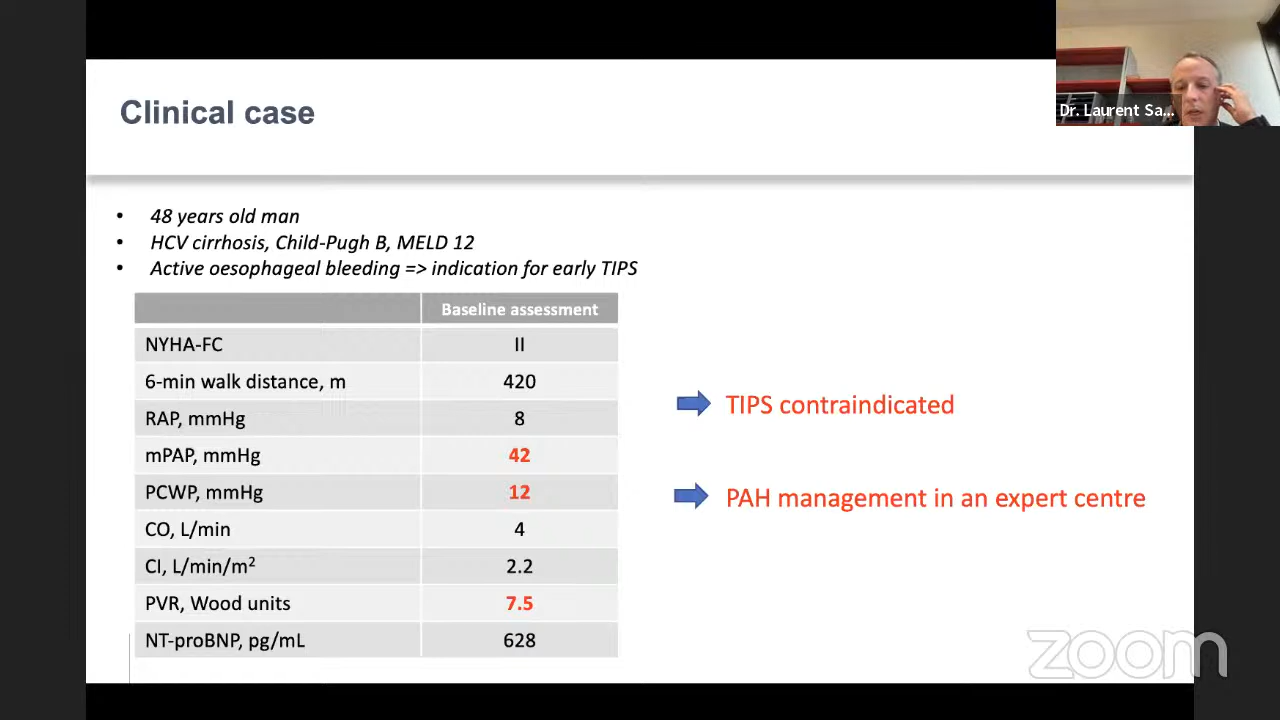 Clinical case
Dr. Laurent Sa...
• 48 years old man
• HCV cirrhosis, Child-Pugh B, MELD 12
• Active oesophageal bleeding => indication for early TIPS
Baseline assessment
NYHA-FC II
6-min walk distance, m 420
RAP, mmHg 8
mPAP, mmHg 42
PCWP, mmHg 12
CO, L/min 4
CI, L/min/m² 2.2
PVR, Wood units 7.5
NT-proBNP, pg/mL 628
TIPS contraindicated
PAH management in an expert centre
zoom